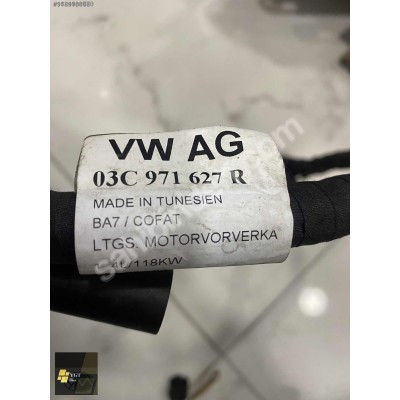 VW AG
03C 971 627 R
MADE IN TUNESIEN
BA7 / COFAT
LTGS. MOTORVORVERKA
/118KW